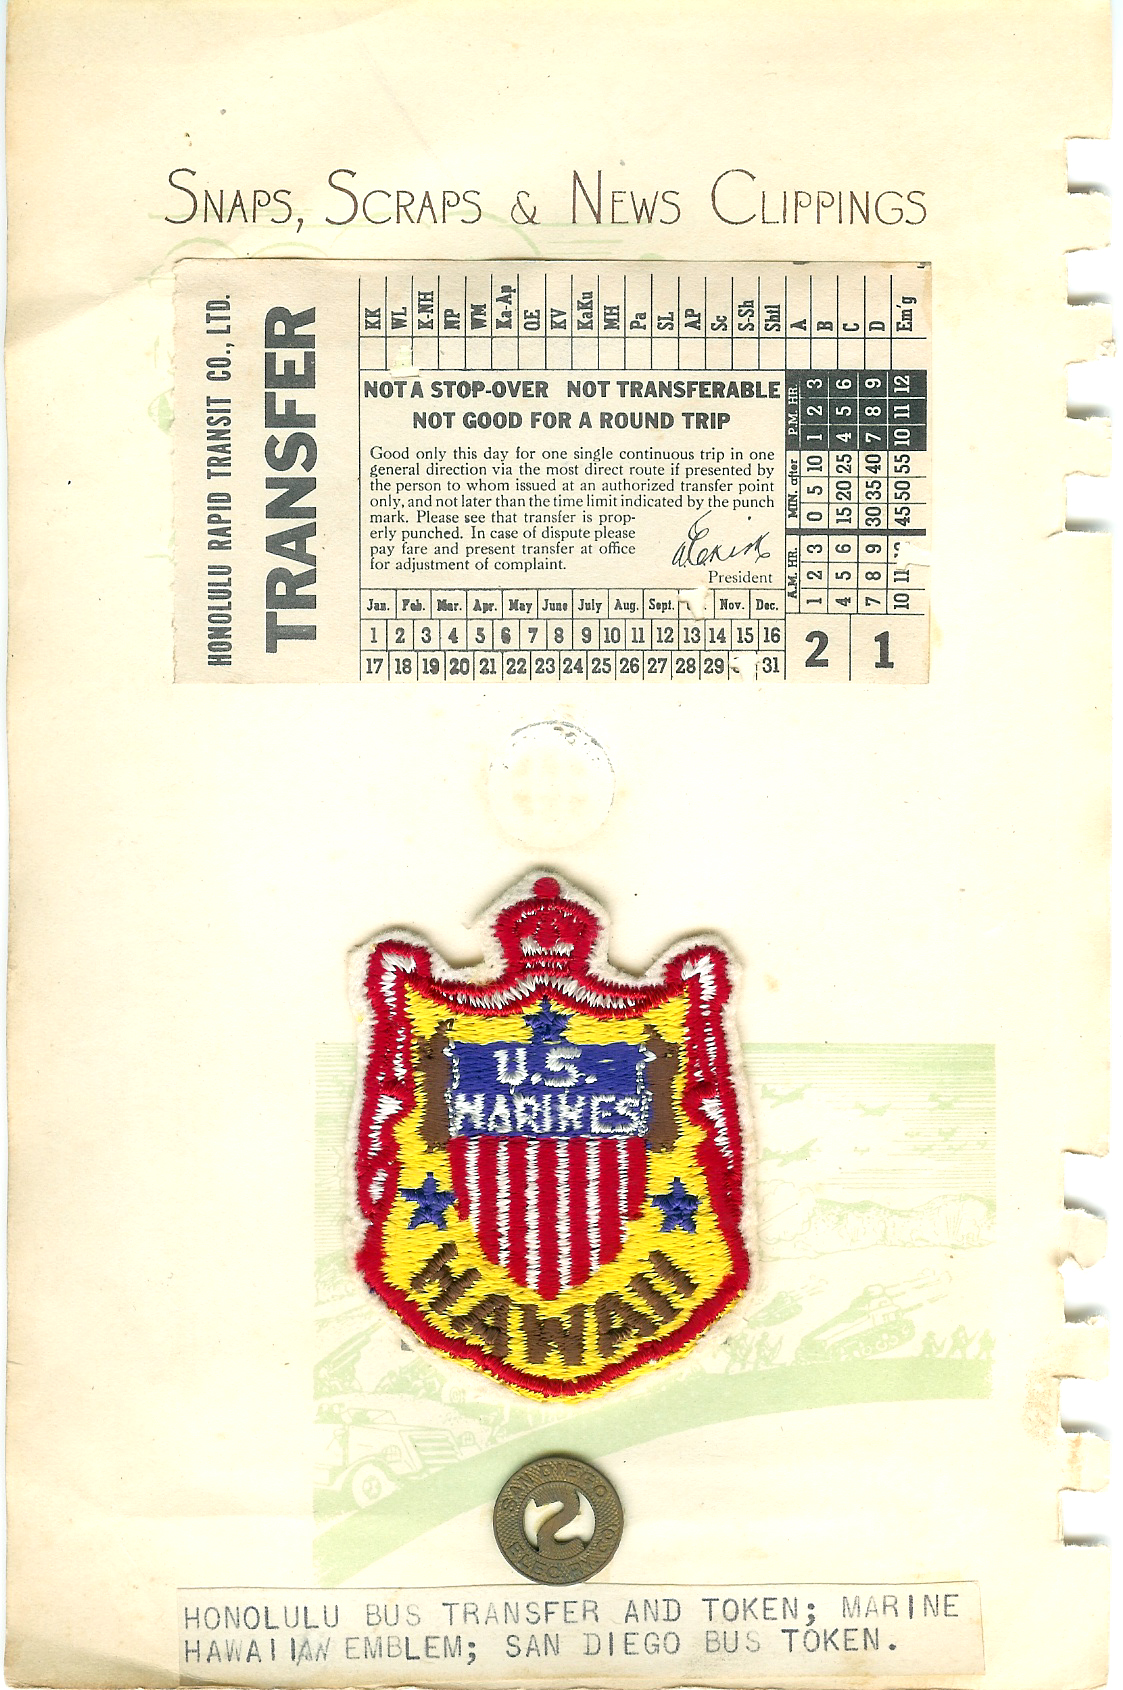 SNAPS, SCRAPS & NEWS CLIPPINGS
HONOLULU RAPID TRANSIT CO., LTD.
TRANSFER
KK WL K-NH NP WM Ka-Ap QE KV KaKu MH Pa SL AP Sc S-Sh Shtl A B C D Em'g
NOT A STOP-OVER NOT TRANSFERABLE
NOT GOOD FOR A ROUND TRIP
Good only this day for one single continuous trip in one
general direction via the most direct route if presented by
the person to whom issued at an authorized transfer point
only, and not later than the time limit indicated by the punch
mark. Please see that transfer is prop-
erly punched. In case of dispute please
pay fare and present transfer at office
for adjustment of complaint.
President
Jan. Feb. Mar. Apr. May June July Aug. Sept. Nov. Dec.
1 2 3 4 5 6 7 8 9 10 11 12 13 14 15 16
17 18 19 20 21 22 23 24 25 26 27 28 29 31
A.M. HR. MIN. after P.M. HR.
1 2 3 0 5 10 1 2 3
4 5 6 15 20 25 4 5 6
7 8 9 30 35 40 7 8 9
10 11 45 50 55 10 11 12
2 1
U.S.
MARINES
HAWAII
SAN DIEGO
S
ELEC. RY. CO.
HONOLULU BUS TRANSFER AND TOKEN; MARINE
HAWAIIAN EMBLEM; SAN DIEGO BUS TOKEN.